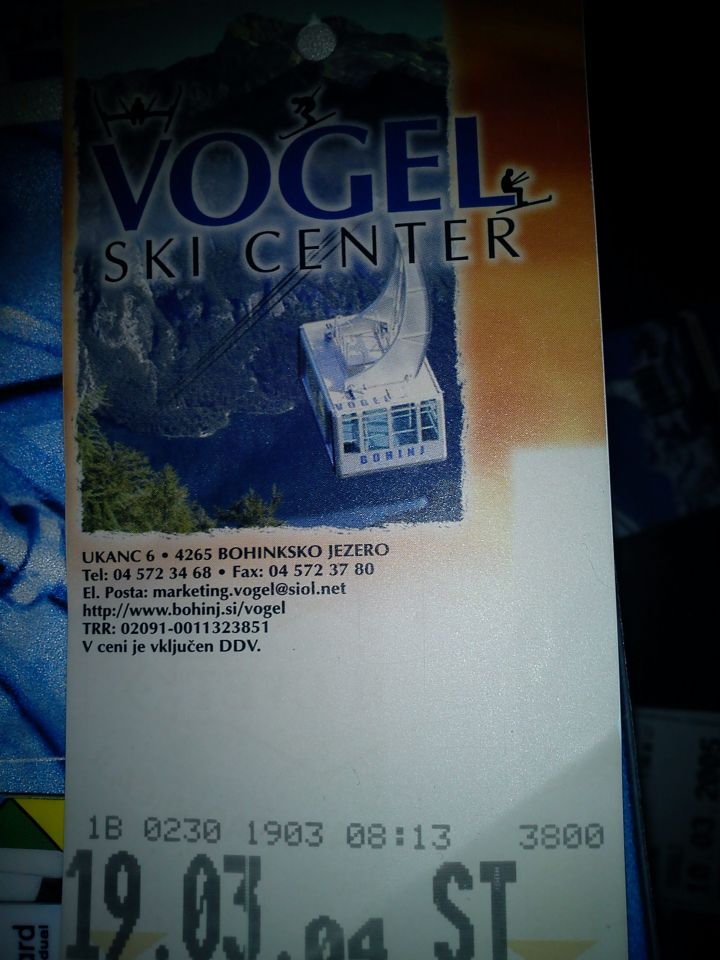 VOGEL
SKI CENTER
VOGEL
BOHINJ
UKANC 6 • 4265 BOHINKSKO JEZERO
Tel: 04 572 34 68 • Fax: 04 572 37 80
El. Posta: marketing.vogel@siol.net
http://www.bohinj.si/vogel
TRR: 02091-0011323851
V ceni je vključen DDV.
1B 0230 1903 08:13 3800
19.03.04 ST